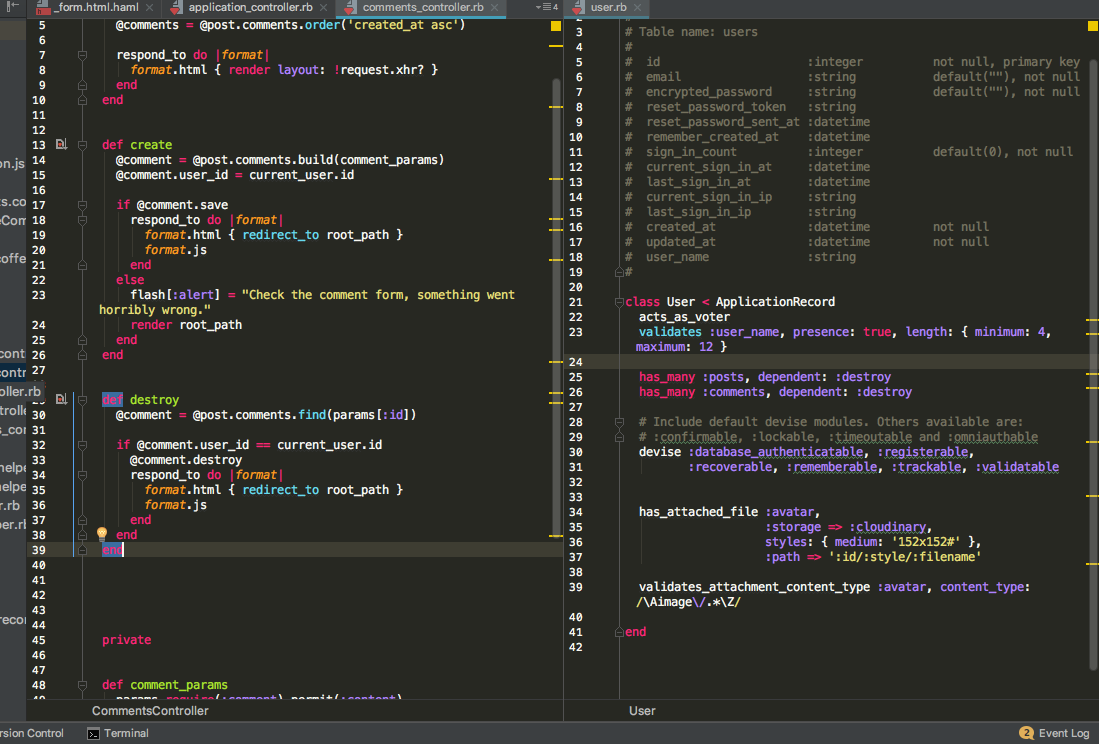 _form.html.haml
application_controller.rb
comments_controller.rb
4
user.rb
5 @comments = @post.comments.order('created_at asc')
6
7 respond_to do |format|
8 format.html { render layout: !request.xhr? }
9 end
10 end
11
12
13 def create
14 @comment = @post.comments.build(comment_params)
15 @comment.user_id = current_user.id
16
17 if @comment.save
18 respond_to do |format|
19 format.html { redirect_to root_path }
20 format.js
21 end
22 else
23 flash[:alert] = "Check the comment form, something went
horribly wrong."
24 render root_path
25 end
26 end
27
def destroy
30 @comment = @post.comments.find(params[:id])
31
32 if @comment.user_id == current_user.id
33 @comment.destroy
34 respond_to do |format|
35 format.html { redirect_to root_path }
36 format.js
37 end
38 end
39 end
40
41
42
43
44
45 private
46
47
48 def comment_params
params.require(:comment).permit(:content)
CommentsController
3 # Table name: users
4 #
5 # id :integer not null, primary key
6 # email :string default(""), not null
7 # encrypted_password :string default(""), not null
8 # reset_password_token :string
9 # reset_password_sent_at :datetime
10 # remember_created_at :datetime
11 # sign_in_count :integer default(0), not null
12 # current_sign_in_at :datetime
13 # last_sign_in_at :datetime
14 # current_sign_in_ip :string
15 # last_sign_in_ip :string
16 # created_at :datetime not null
17 # updated_at :datetime not null
18 # user_name :string
19 #
20
21 class User < ApplicationRecord
22 acts_as_voter
23 validates :user_name, presence: true, length: { minimum: 4,
maximum: 12 }
24
25 has_many :posts, dependent: :destroy
26 has_many :comments, dependent: :destroy
27
28 # Include default devise modules. Others available are:
29 # :confirmable, :lockable, :timeoutable and :omniauthable
30 devise :database_authenticatable, :registerable,
31 :recoverable, :rememberable, :trackable, :validatable
32
33
34 has_attached_file :avatar,
35 :storage => :cloudinary,
36 styles: { medium: '152x152#' },
37 :path => ':id/:style/:filename'
38
39 validates_attachment_content_type :avatar, content_type:
/\Aimage\/.*\Z/
40
41 end
42
User
on.js
ts.co
eCom
coffe
cont
contr
oller.rb
trolle
s_con
helpe
helpe
r.rb
per.rb
recor
rsion Control
Terminal
2 Event Log